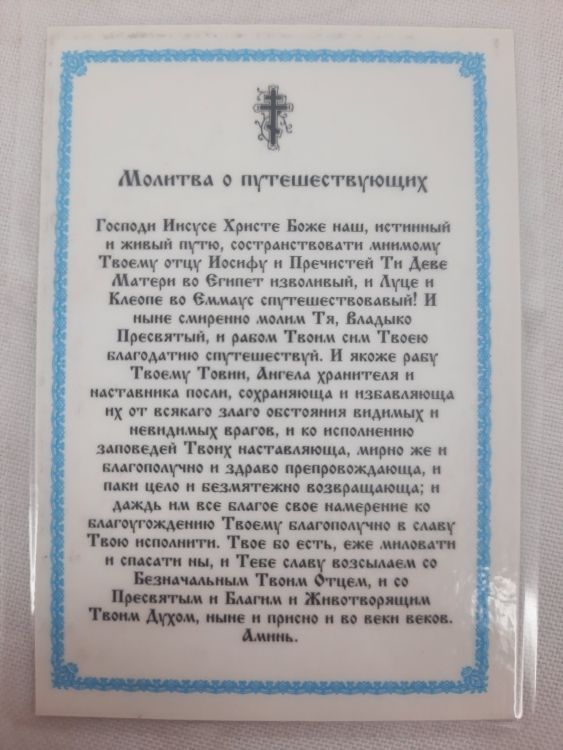 Молитва о путешествующих
Господи Иисусе Христе Боже наш, истинный
и живый путю, состранствовати мнимому
Твоему отцу Иосифу и Пречистей Ти Деве
Матери во Египет изволивый, и Луце и
Клеопе во Еммаус спутешествовавый! И
ныне смиренно молим Тя, Владыко
Пресвятый, и рабом Твоим сим Твоею
благодатию спутешествуй. И якоже рабу
Твоему Товии, Ангела хранителя и
наставника посли, сохраняюща и избавляюща
их от всякаго злаго обстояния видимых и
невидимых врагов, и ко исполнению
заповедей Твоих наставляюща, мирно же и
благополучно и здраво препровождающа, и
паки цело и безмятежно возвращающа; и
даждь им все благое свое намерение ко
благоугождению Твоему благополучно в славу
Твою исполнити. Твое бо есть, еже миловати
и спасати ны, и Тебе славу возсылаем со
Безначальным Твоим Отцем, и со
Пресвятым и Благим и Животворящим
Твоим Духом, ныне и присно и во веки веков.
Аминь.